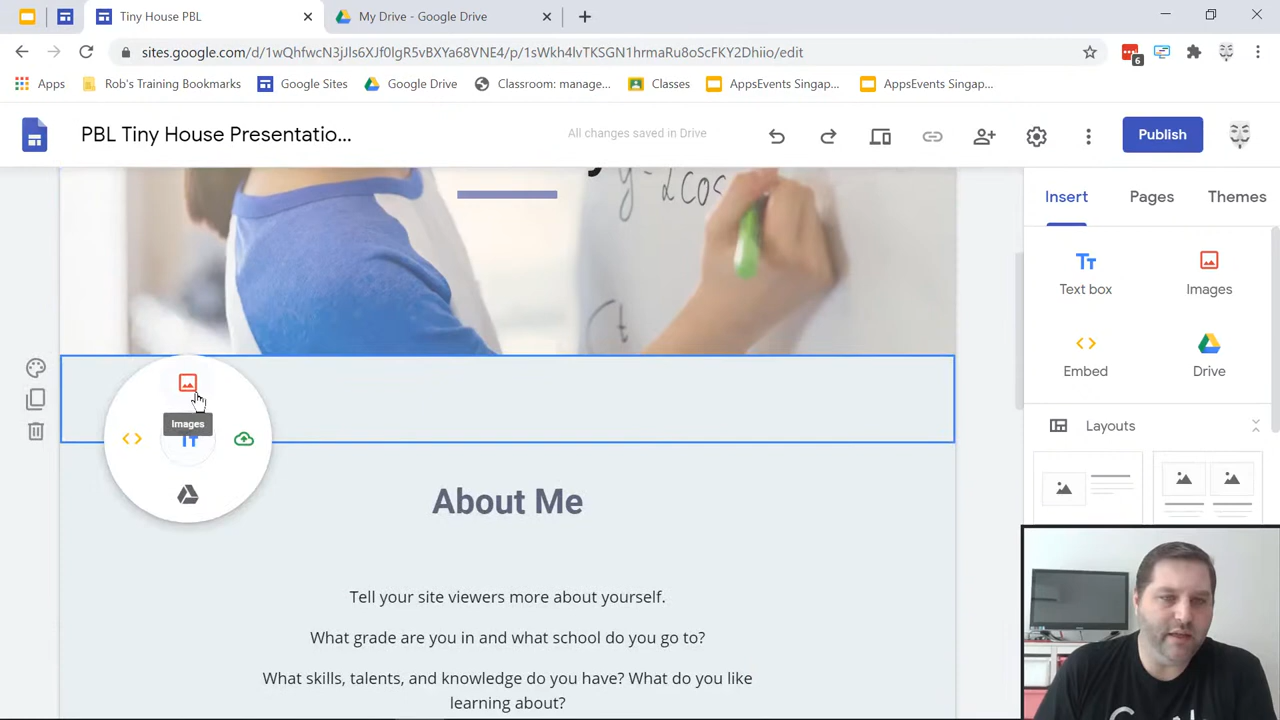 Tiny House PBL
My Drive - Google Drive
sites.google.com/d/1wQhfwcN3jJls6XJf0lgR5vBXYa68VNE4/p/1sWkh4lvTKSGN1hrmaRu8oScFKY2Dhiio/edit
6
Apps
Rob's Training Bookmarks
Google Sites
Google Drive
Classroom: manage...
Classes
AppsEvents Singap...
AppsEvents Singap...
PBL Tiny House Presentatio...
All changes saved in Drive
Publish
Insert
Pages
Themes
Tт Text box
Images
Embed
Drive
Layouts
Images
About Me
Tell your site viewers more about yourself.
What grade are you in and what school do you go to?
What skills, talents, and knowledge do you have? What do you like
learning about?